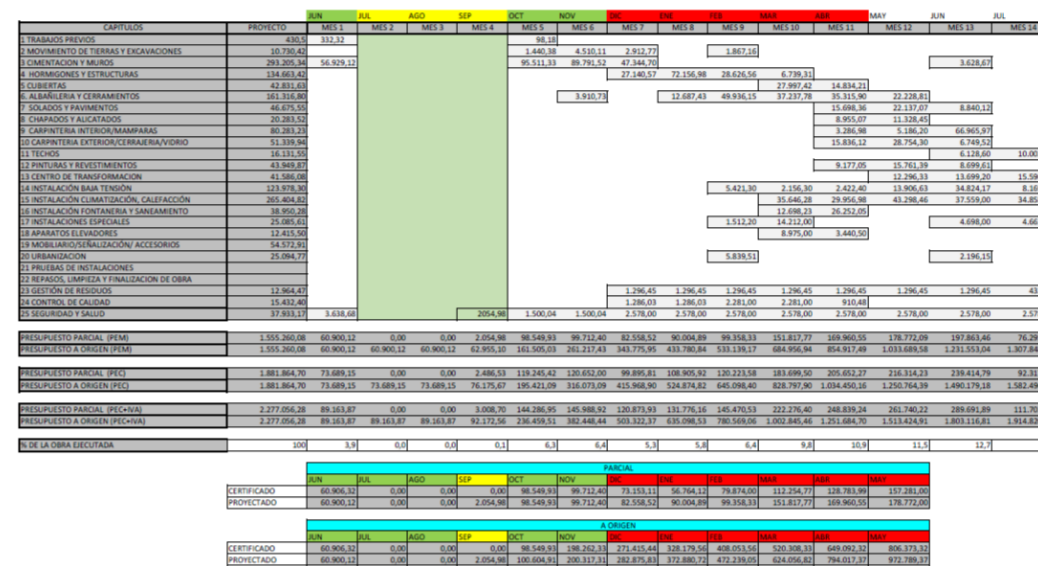 JUN JUL AGO SEP OCT NOV DIC ENE FEB MAR ABR MAY JUN JUL
CAPITULOS PROYECTO MES 1 MES 2 MES 3 MES 4 MES 5 MES 6 MES 7 MES 8 MES 9 MES 10 MES 11 MES 12 MES 13 MES 14
1 TRABAJOS PREVIOS 430,5 332,32 98,18
2 MOVIMIENTO DE TIERRAS Y EXCAVACIONES 10.730,42 1.440,38 4.510,11 2.912,77 1.867,16
3 CIMENTACION Y MUROS 293.205,34 56.929,12 95.511,33 89.791,52 47.344,70 3.628,67
4 HORMIGONES Y ESTRUCTURAS 134.663,42 27.140,57 72.156,98 28.626,56 6.739,31
5 CUBIERTAS 42.831,63 27.997,42 14.834,21
6. ALBAÑILERIA Y CERRAMIENTOS 161.316,80 3.910,73 12.687,43 49.936,15 37.237,78 35.315,90 22.228,81
7 SOLADOS Y PAVIMENTOS 46.675,55 15.698,36 22.137,07 8.840,12
8 CHAPADOS Y ALICATADOS 20.283,52 8.955,07 11.328,45
9 CARPINTERIA INTERIOR/MAMPARAS 80.283,23 3.286,98 5.186,20 66.965,97
10 CARPINTERIA EXTERIOR/CERRAJERIA/VIDRIO 51.339,94 15.836,12 28.754,30 6.749,52
11 TECHOS 16.131,55 6.128,60 10.00
12 PINTURAS Y REVESTIMIENTOS 43.949,87 9.177,05 15.761,39 8.699,61
13 CENTRO DE TRANSFORMACION 41.586,08 12.296,33 13.699,20 15.59
14 INSTALACIÓN BAJA TENSIÓN 123.978,30 5.421,30 2.156,30 2.422,40 13.906,63 34.824,17 8.16
15 INSTALACIÓN CLIMATIZACIÓN, CALEFACCIÓN 265.404,82 35.646,28 29.956,98 43.298,46 37.559,00 34.85
16 INSTALACIÓN FONTANERIA Y SANEAMIENTO 38.950,28 12.698,23 26.252,05
17 INSTALACIONES ESPECIALES 25.085,61 1.512,20 14.212,00 4.698,00 4.66
18 APARATOS ELEVADORES 12.415,50 8.975,00 3.440,50
19 MOBILIARIO/SEÑALIZACIÓN/ ACCESORIOS 54.572,91
20 URBANIZACION 25.094,77 5.839,51 2.196,15
21 PRUEBAS DE INSTALACIONES
22 REPASOS, LIMPIEZA Y FINALIZACION DE OBRA
23 GESTIÓN DE RESIDUOS 12.964,47 1.296,45 1.296,45 1.296,45 1.296,45 1.296,45 1.296,45 1.296,45 43
24 CONTROL DE CALIDAD 15.432,40 1.286,03 1.286,03 2.281,00 2.281,00 910,48
25 SEGURIDAD Y SALUD 37.933,17 3.638,68 2054,98 1.500,04 1.500,04 2.578,00 2.578,00 2.578,00 2.578,00 2.578,00 2.578,00 2.578,00 2.57
PRESUPUESTO PARCIAL (PEM) 1.555.260,08 60.900,12 0,00 0,00 2.054,98 98.549,93 99.712,40 82.558,52 90.004,89 99.358,33 151.817,77 169.960,55 178.772,09 197.863,46 76.29
PRESUPUESTO A ORIGEN (PEM) 1.555.260,08 60.900,12 60.900,12 60.900,12 62.955,10 161.505,03 261.217,43 343.775,95 433.780,84 533.139,17 684.956,94 854.917,49 1.033.689,58 1.231.553,04 1.307.84
PRESUPUESTO PARCIAL (PEC) 1.881.864,70 73.689,15 0,00 0,00 2.486,53 119.245,42 120.652,00 99.895,81 108.905,92 120.223,58 183.699,50 205.652,27 216.314,23 239.414,79 92.31
PRESUPUESTO A ORIGEN (PEC) 1.881.864,70 73.689,15 73.689,15 73.689,15 76.175,67 195.421,09 316.073,09 415.968,90 524.874,82 645.098,40 828.797,90 1.034.450,16 1.250.764,39 1.490.179,18 1.582.49
PRESUPUESTO PARCIAL (PEC+IVA) 2.277.056,28 89.163,87 0,00 0,00 3.008,70 144.286,95 145.988,92 120.873,93 131.776,16 145.470,53 222.276,40 248.839,24 261.740,22 289.691,89 111.70
PRESUPUESTO A ORIGEN (PEC+IVA) 2.277.056,28 89.163,87 89.163,87 89.163,87 92.172,56 236.459,51 382.448,44 503.322,37 635.098,53 780.569,06 1.002.845,46 1.251.684,70 1.513.424,91 1.803.116,81 1.914.82
% DE LA OBRA EJECUTADA 100 3,9 0,0 0,0 0,1 6,3 6,4 5,3 5,8 6,4 9,8 10,9 11,5 12,7
PARCIAL
JUN JUL AGO SEP OCT NOV DIC ENE FEB MAR ABR MAY
CERTIFICADO 60.906,32 0,00 0,00 0,00 98.549,93 99.712,40 73.153,11 56.764,12 79.874,00 112.254,77 128.783,99 157.281,00
PROYECTADO 60.900,12 0,00 0,00 2.054,98 98.549,93 99.712,40 82.558,52 90.004,89 99.358,33 151.817,77 169.960,55 178.772,00
A ORIGEN
JUN JUL AGO SEP OCT NOV DIC ENE FEB MAR ABR MAY
CERTIFICADO 60.906,32 0,00 0,00 0,00 98.549,93 198.262,33 271.415,44 328.179,56 408.053,56 520.308,33 649.092,32 806.373,32
PROYECTADO 60.900,12 0,00 0,00 2.054,98 100.604,91 200.317,31 282.875,83 372.880,72 472.239,05 624.056,82 794.017,37 972.789,37